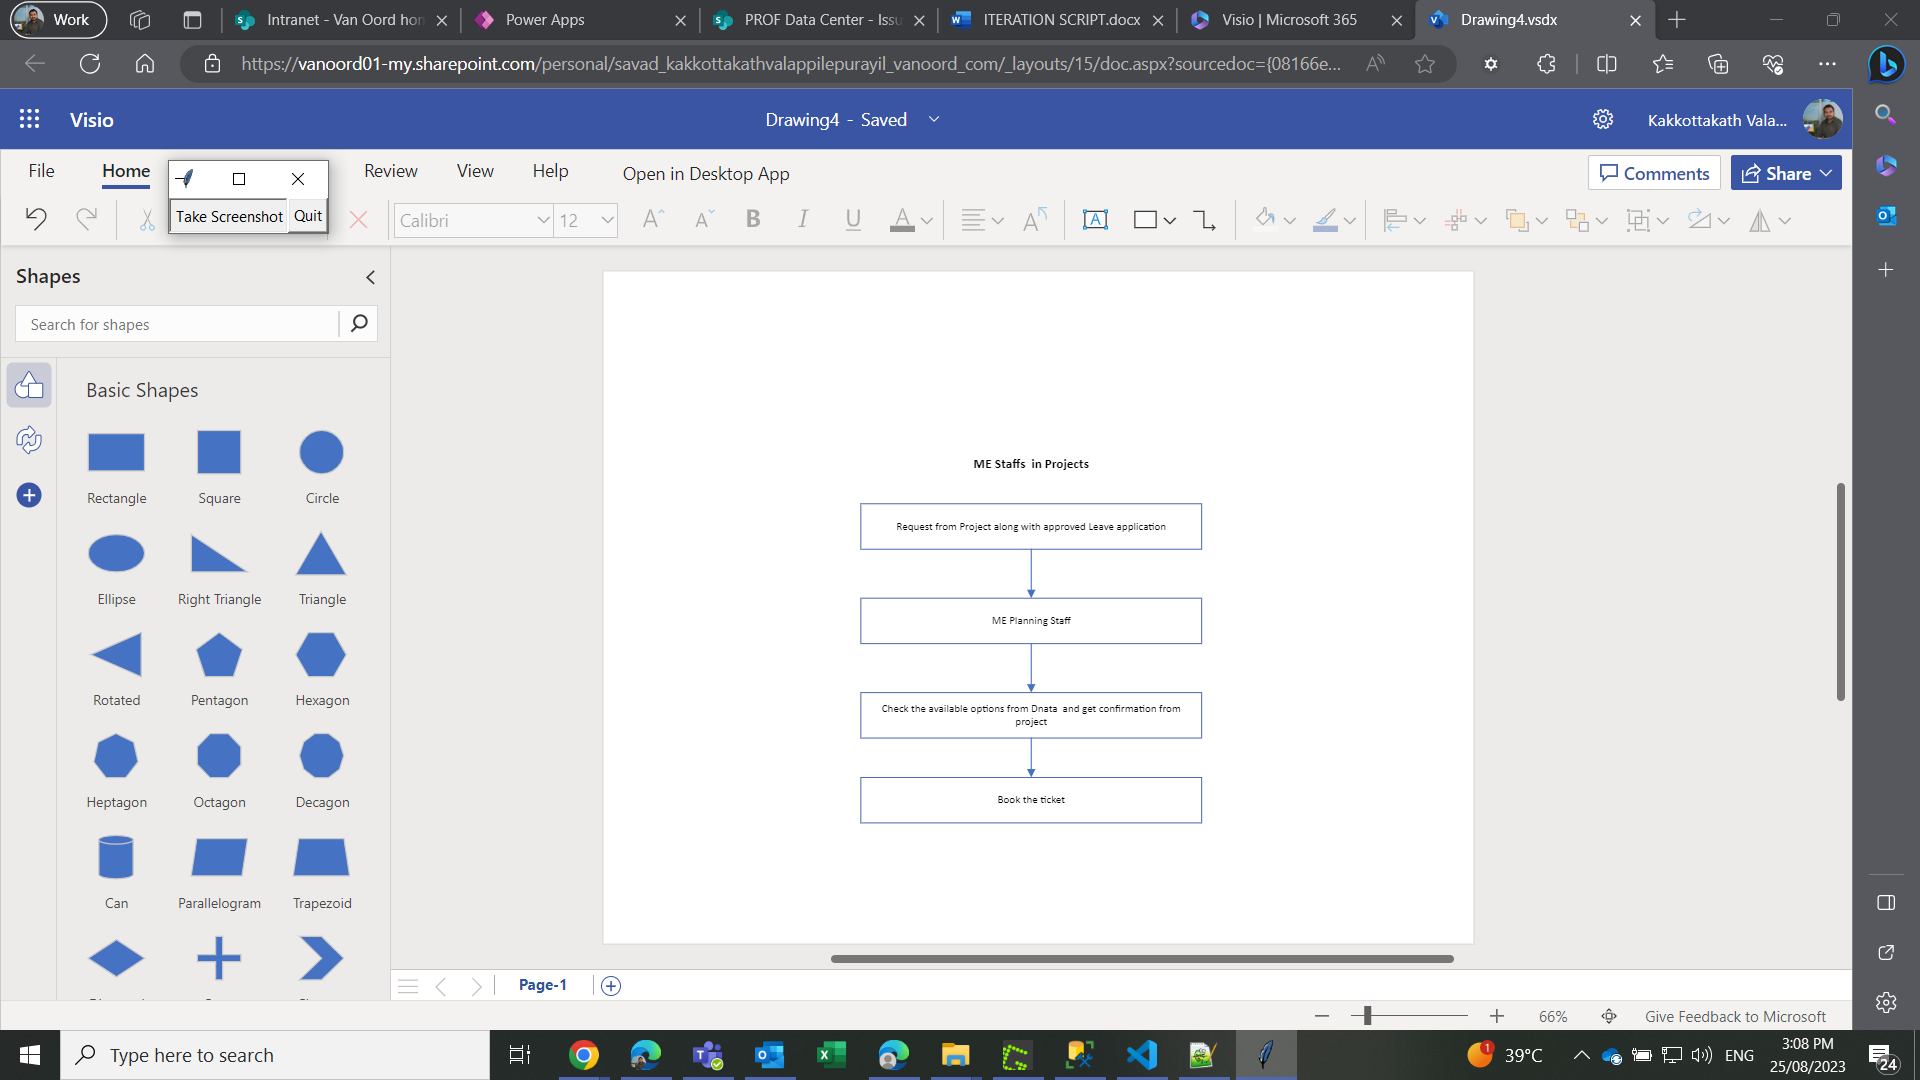 Work
Intranet - Van Oord hor
Power Apps
PROF Data Center - Issu
ITERATION SCRIPT.docx
Visio | Microsoft 365
Drawing4.vsdx
https://vanoord01-my.sharepoint.com/personal/savad_kakkottakathvalappilepurayil_vanoord_com/_layouts/15/doc.aspx?sourcedoc={08166e...
Visio
Drawing4 - Saved
Kakkottakath Vala...
File
Home
Review
View
Help
Open in Desktop App
Comments
Share
Take Screenshot
Quit
Calibri
12
Shapes
Search for shapes
Basic Shapes
Rectangle
Square
Circle
Ellipse
Right Triangle
Triangle
Rotated
Pentagon
Hexagon
Heptagon
Octagon
Decagon
Can
Parallelogram
Trapezoid
ME Staffs in Projects
Request from Project along with approved Leave application
ME Planning Staff
Check the available options from Dnata and get confirmation from
project
Book the ticket
Page-1
66%
Give Feedback to Microsoft
Type here to search
1
39°C
ENG
3:08 PM
25/08/2023
24